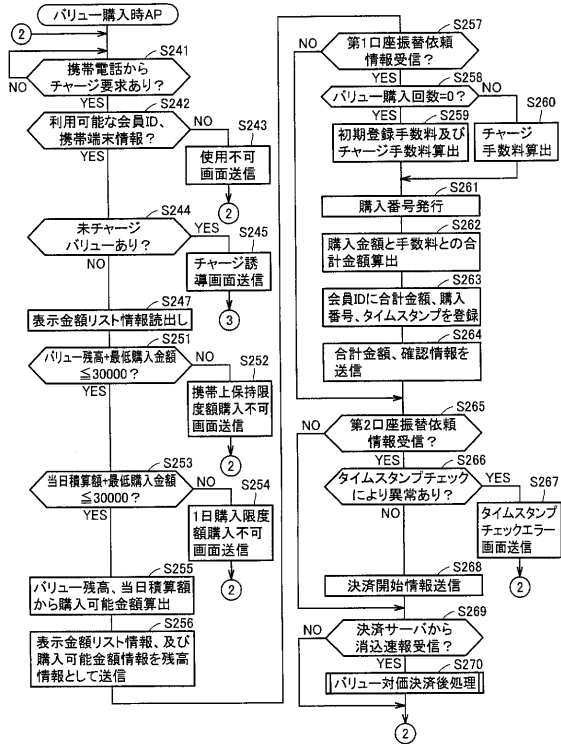 バリュー購入時AP
2
S241
携帯電話から
チャージ要求あり?
NO
YES
S242
利用可能な会員ID、
携帯端末情報?
NO
YES
S243
使用不可
画面送信
2
S244
未チャージ
バリューあり?
YES
NO
S245
チャージ誘
導画面送信
3
S247
表示金額リスト情報読出し
S251
バリュー残高+最低購入金額
≦30000?
NO
YES
S252
携帯上保持限
度額購入不可
画面送信
2
S253
当日積算額+最低購入金額
≦30000?
NO
YES
S254
1日購入限度
額購入不可
画面送信
2
S255
バリュー残高、当日積算額
から購入可能金額算出
S256
表示金額リスト情報、及び
購入可能金額情報を残高
情報として送信
S257
第1口座振替依頼
情報受信?
NO
YES
S258
バリュー購入回数=0?
NO
YES
S259
初期登録手数料及び
チャージ手数料算出
S260
チャージ
手数料算出
S261
購入番号発行
S262
購入金額と手数料との合
計金額算出
S263
会員IDに合計金額、購入
番号、タイムスタンプを登録
S264
合計金額、確認情報を
送信
S265
第2口座振替依頼
情報受信?
NO
YES
S266
タイムスタンプチェック
により異常あり?
YES
NO
S267
タイムスタンプ
チェックエラー
画面送信
2
S268
決済開始情報送信
S269
決済サーバから
消込速報受信?
NO
YES
S270
バリュー対価決済後処理
2